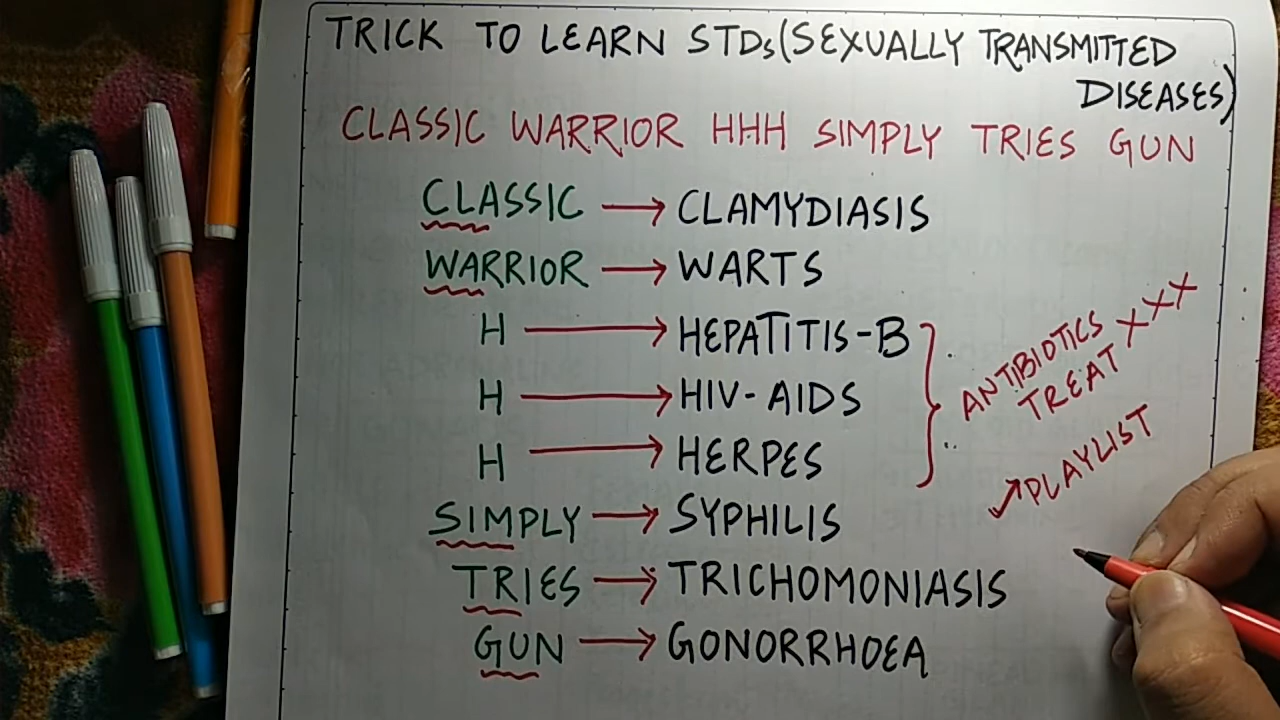 TRICK TO LEARN STDs(SEXUALLY TRANSMITTED
DISEASES)
CLASSIC WARRIOR HHH SIMPLY TRIES GUN
CLASSIC → CLAMYDIASIS
WARRIOR → WARTS
H → HEPATITIS-B
H → HIV-AIDS
H → HERPES
ANTIBIOTICS
TREAT XXX
PLAYLIST
SIMPLY → SYPHILIS
TRIES → TRICHOMONIASIS
GUN → GONORRHOEA